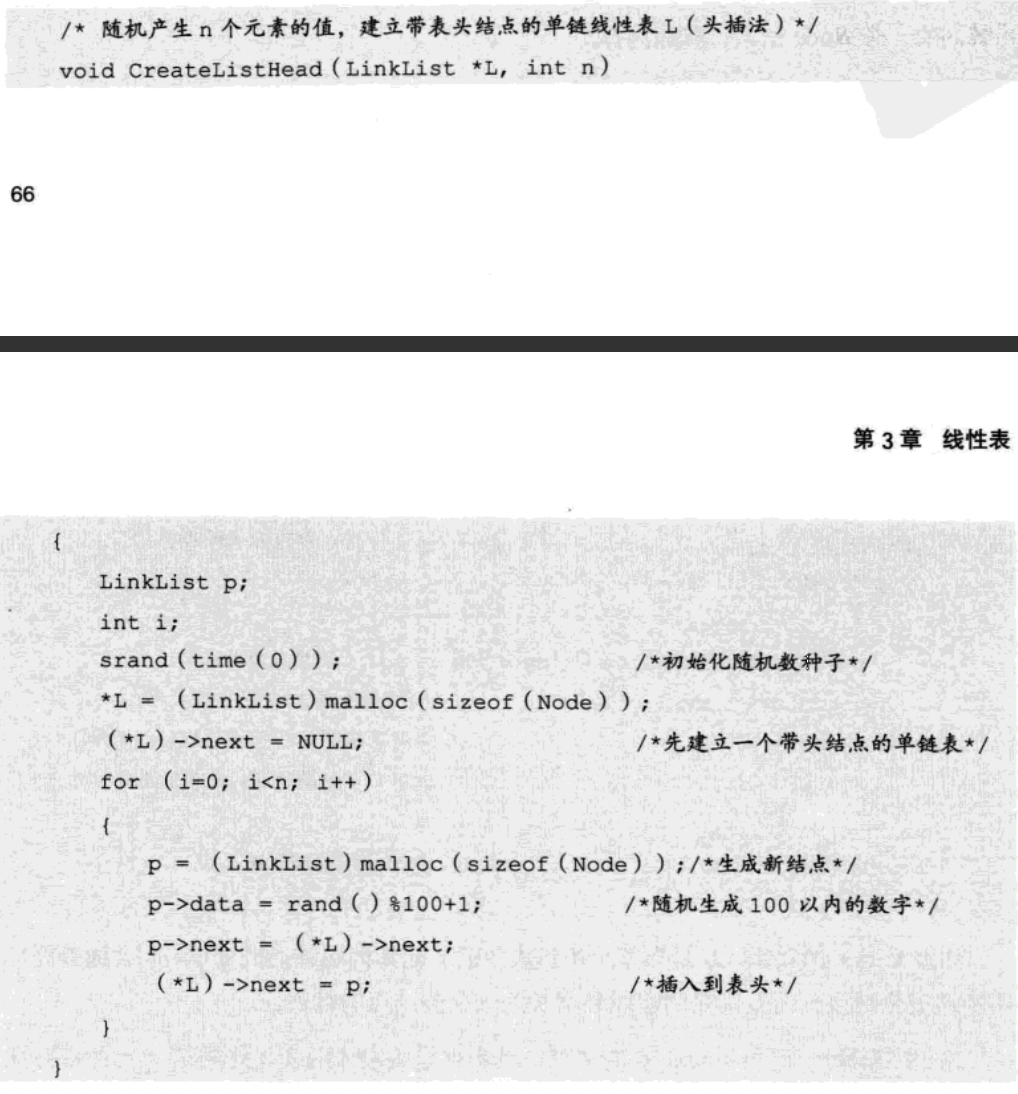 /* 随机产生 n 个元素的值，建立带表头结点的单链线性表 L（头插法）*/
void CreateListHead(LinkList *L, int n)
66
第 3 章 线性表
{
LinkList p;
int i;
srand(time(0)); /*初始化随机数种子*/
*L = (LinkList)malloc(sizeof(Node));
(*L)->next = NULL; /*先建立一个带头结点的单链表*/
for (i=0; i<n; i++)
{
p = (LinkList)malloc(sizeof(Node));/*生成新结点*/
p->data = rand()%100+1; /*随机生成 100 以内的数字*/
p->next = (*L)->next;
(*L)->next = p; /*插入到表头*/
}
}